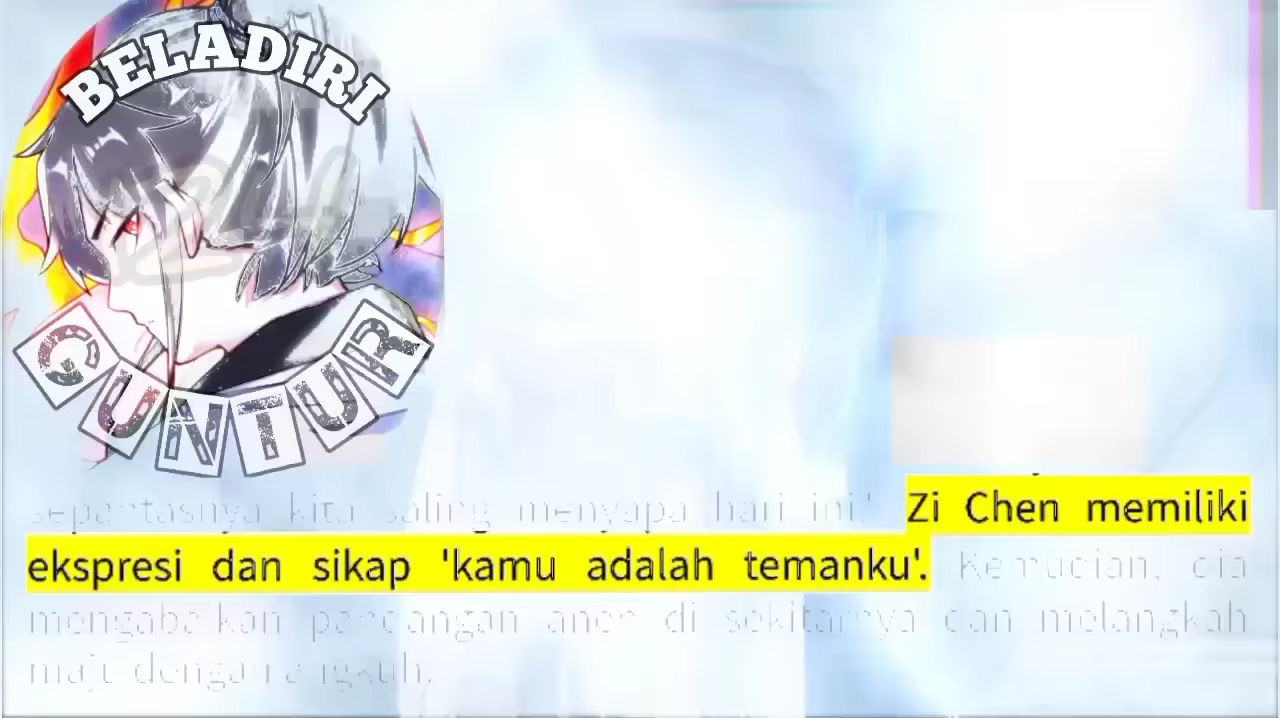 BELADIRI
GUNTUR
sepantasnya kita saling menyapa hari ini.' Zi Chen memiliki
ekspresi dan sikap 'kamu adalah temanku'. Kemudian, dia
mengabaikan pandangan aneh di sekitarnya dan melangkah
maju dengan angkuh.